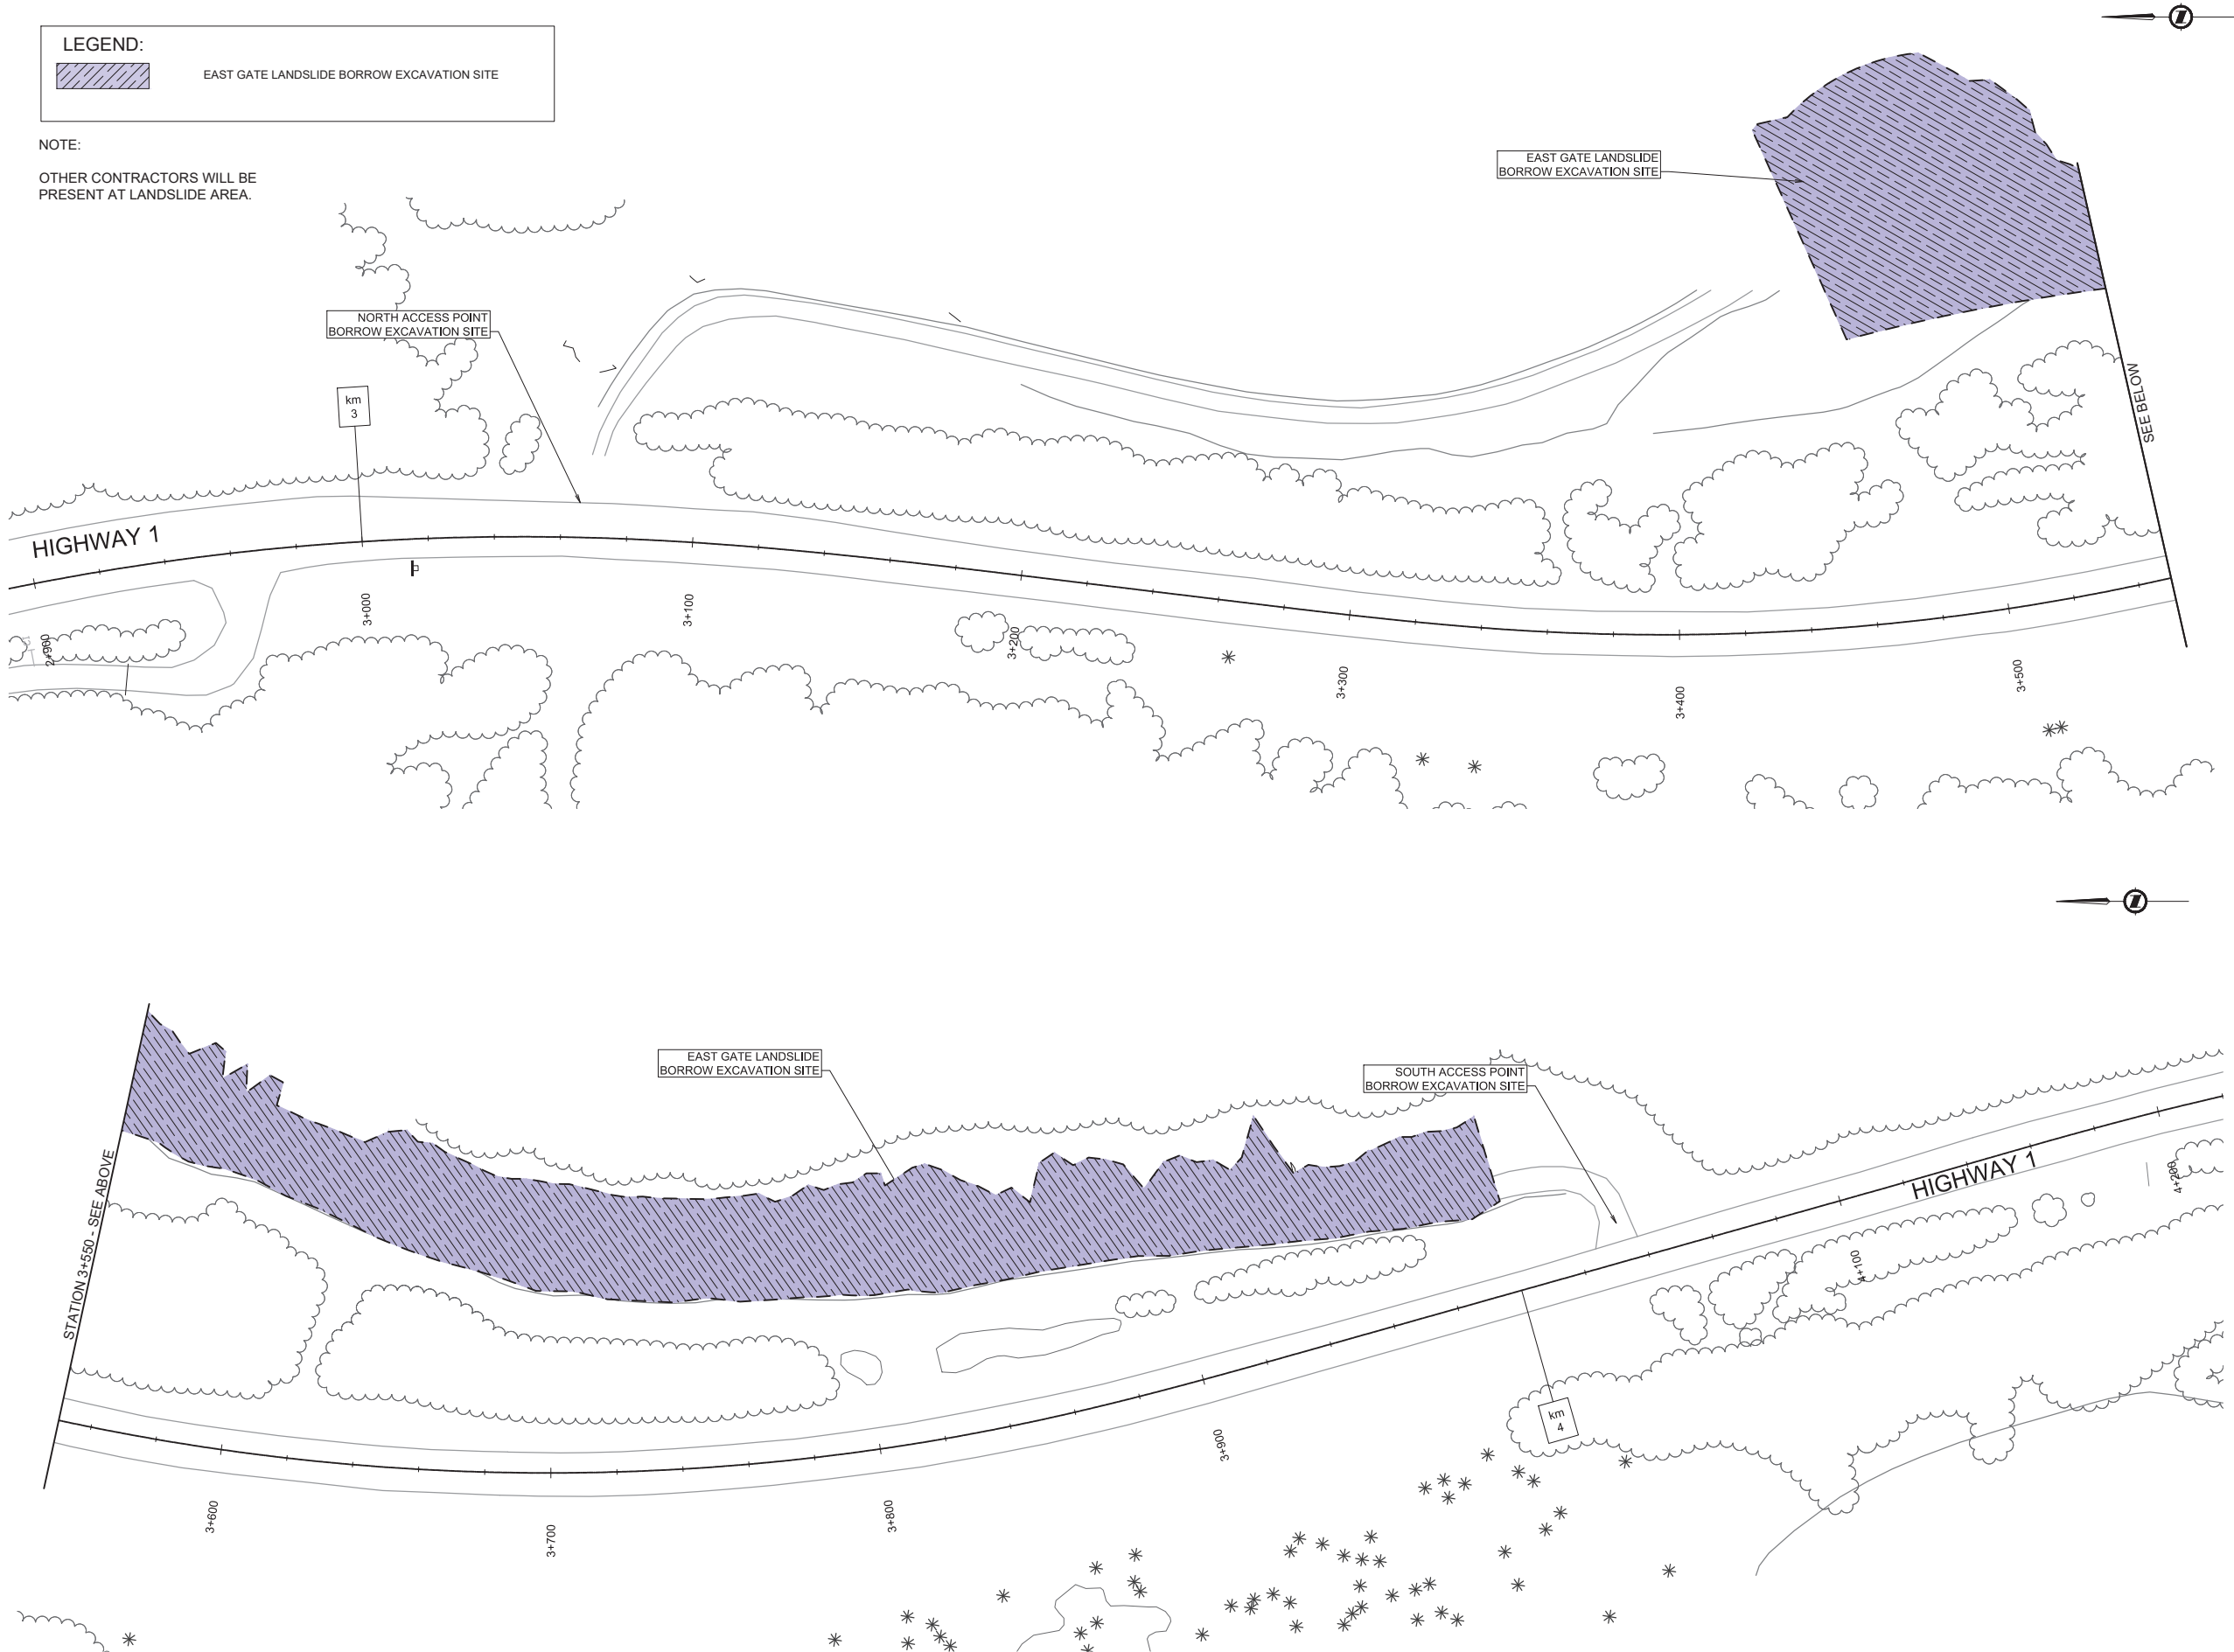 LEGEND:
EAST GATE LANDSLIDE BORROW EXCAVATION SITE
NOTE:
OTHER CONTRACTORS WILL BE
PRESENT AT LANDSLIDE AREA.
EAST GATE LANDSLIDE
BORROW EXCAVATION SITE
NORTH ACCESS POINT
BORROW EXCAVATION SITE
km
3
HIGHWAY 1
SEE BELOW
2+900
3+000
3+100
3+200
3+300
3+400
3+500
EAST GATE LANDSLIDE
BORROW EXCAVATION SITE
SOUTH ACCESS POINT
BORROW EXCAVATION SITE
STATION 3+550 - SEE ABOVE
HIGHWAY 1
km
4
3+600
3+700
3+800
3+900
4+100
4+200